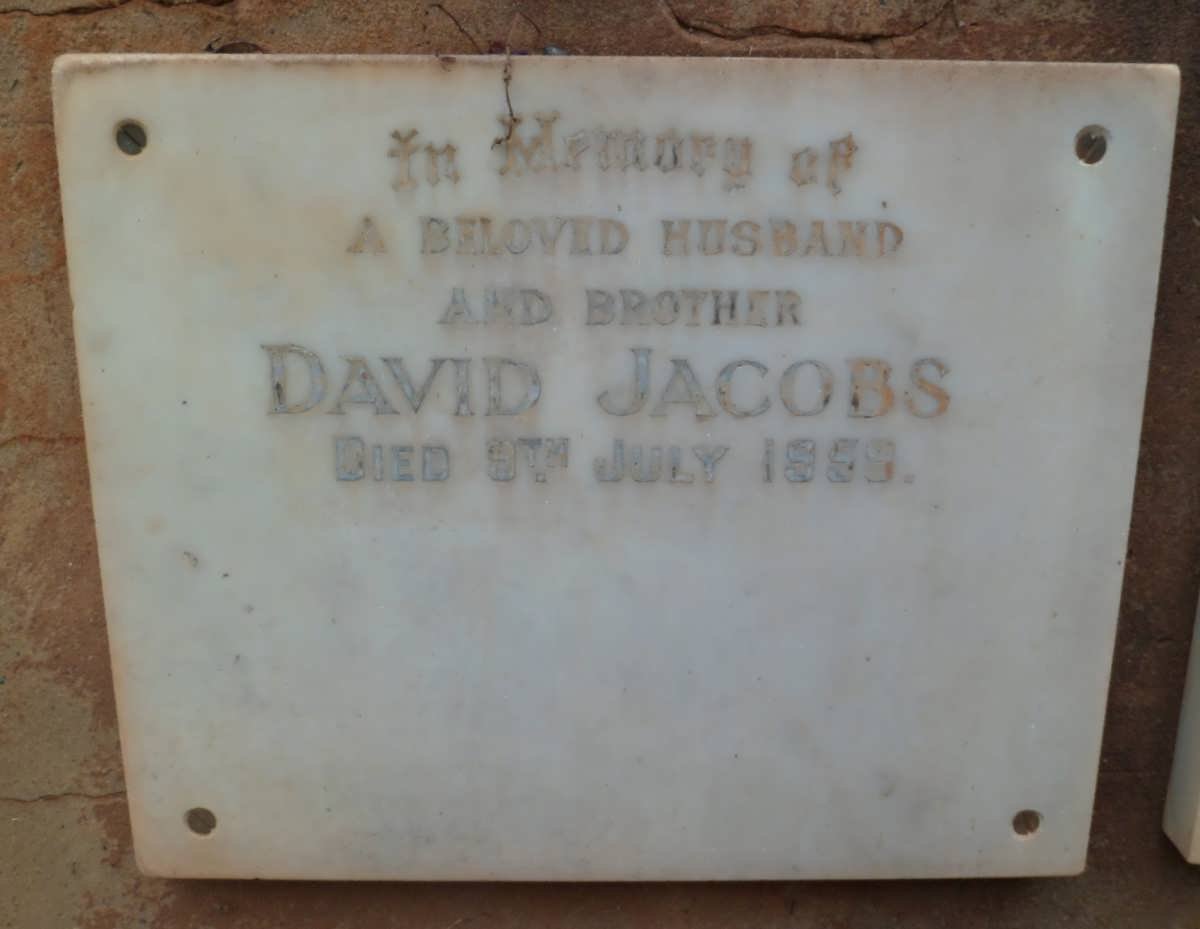 In Memory of
A BELOVED HUSBAND
AND BROTHER
DAVID JACOBS
DIED 9TH JULY 1959.